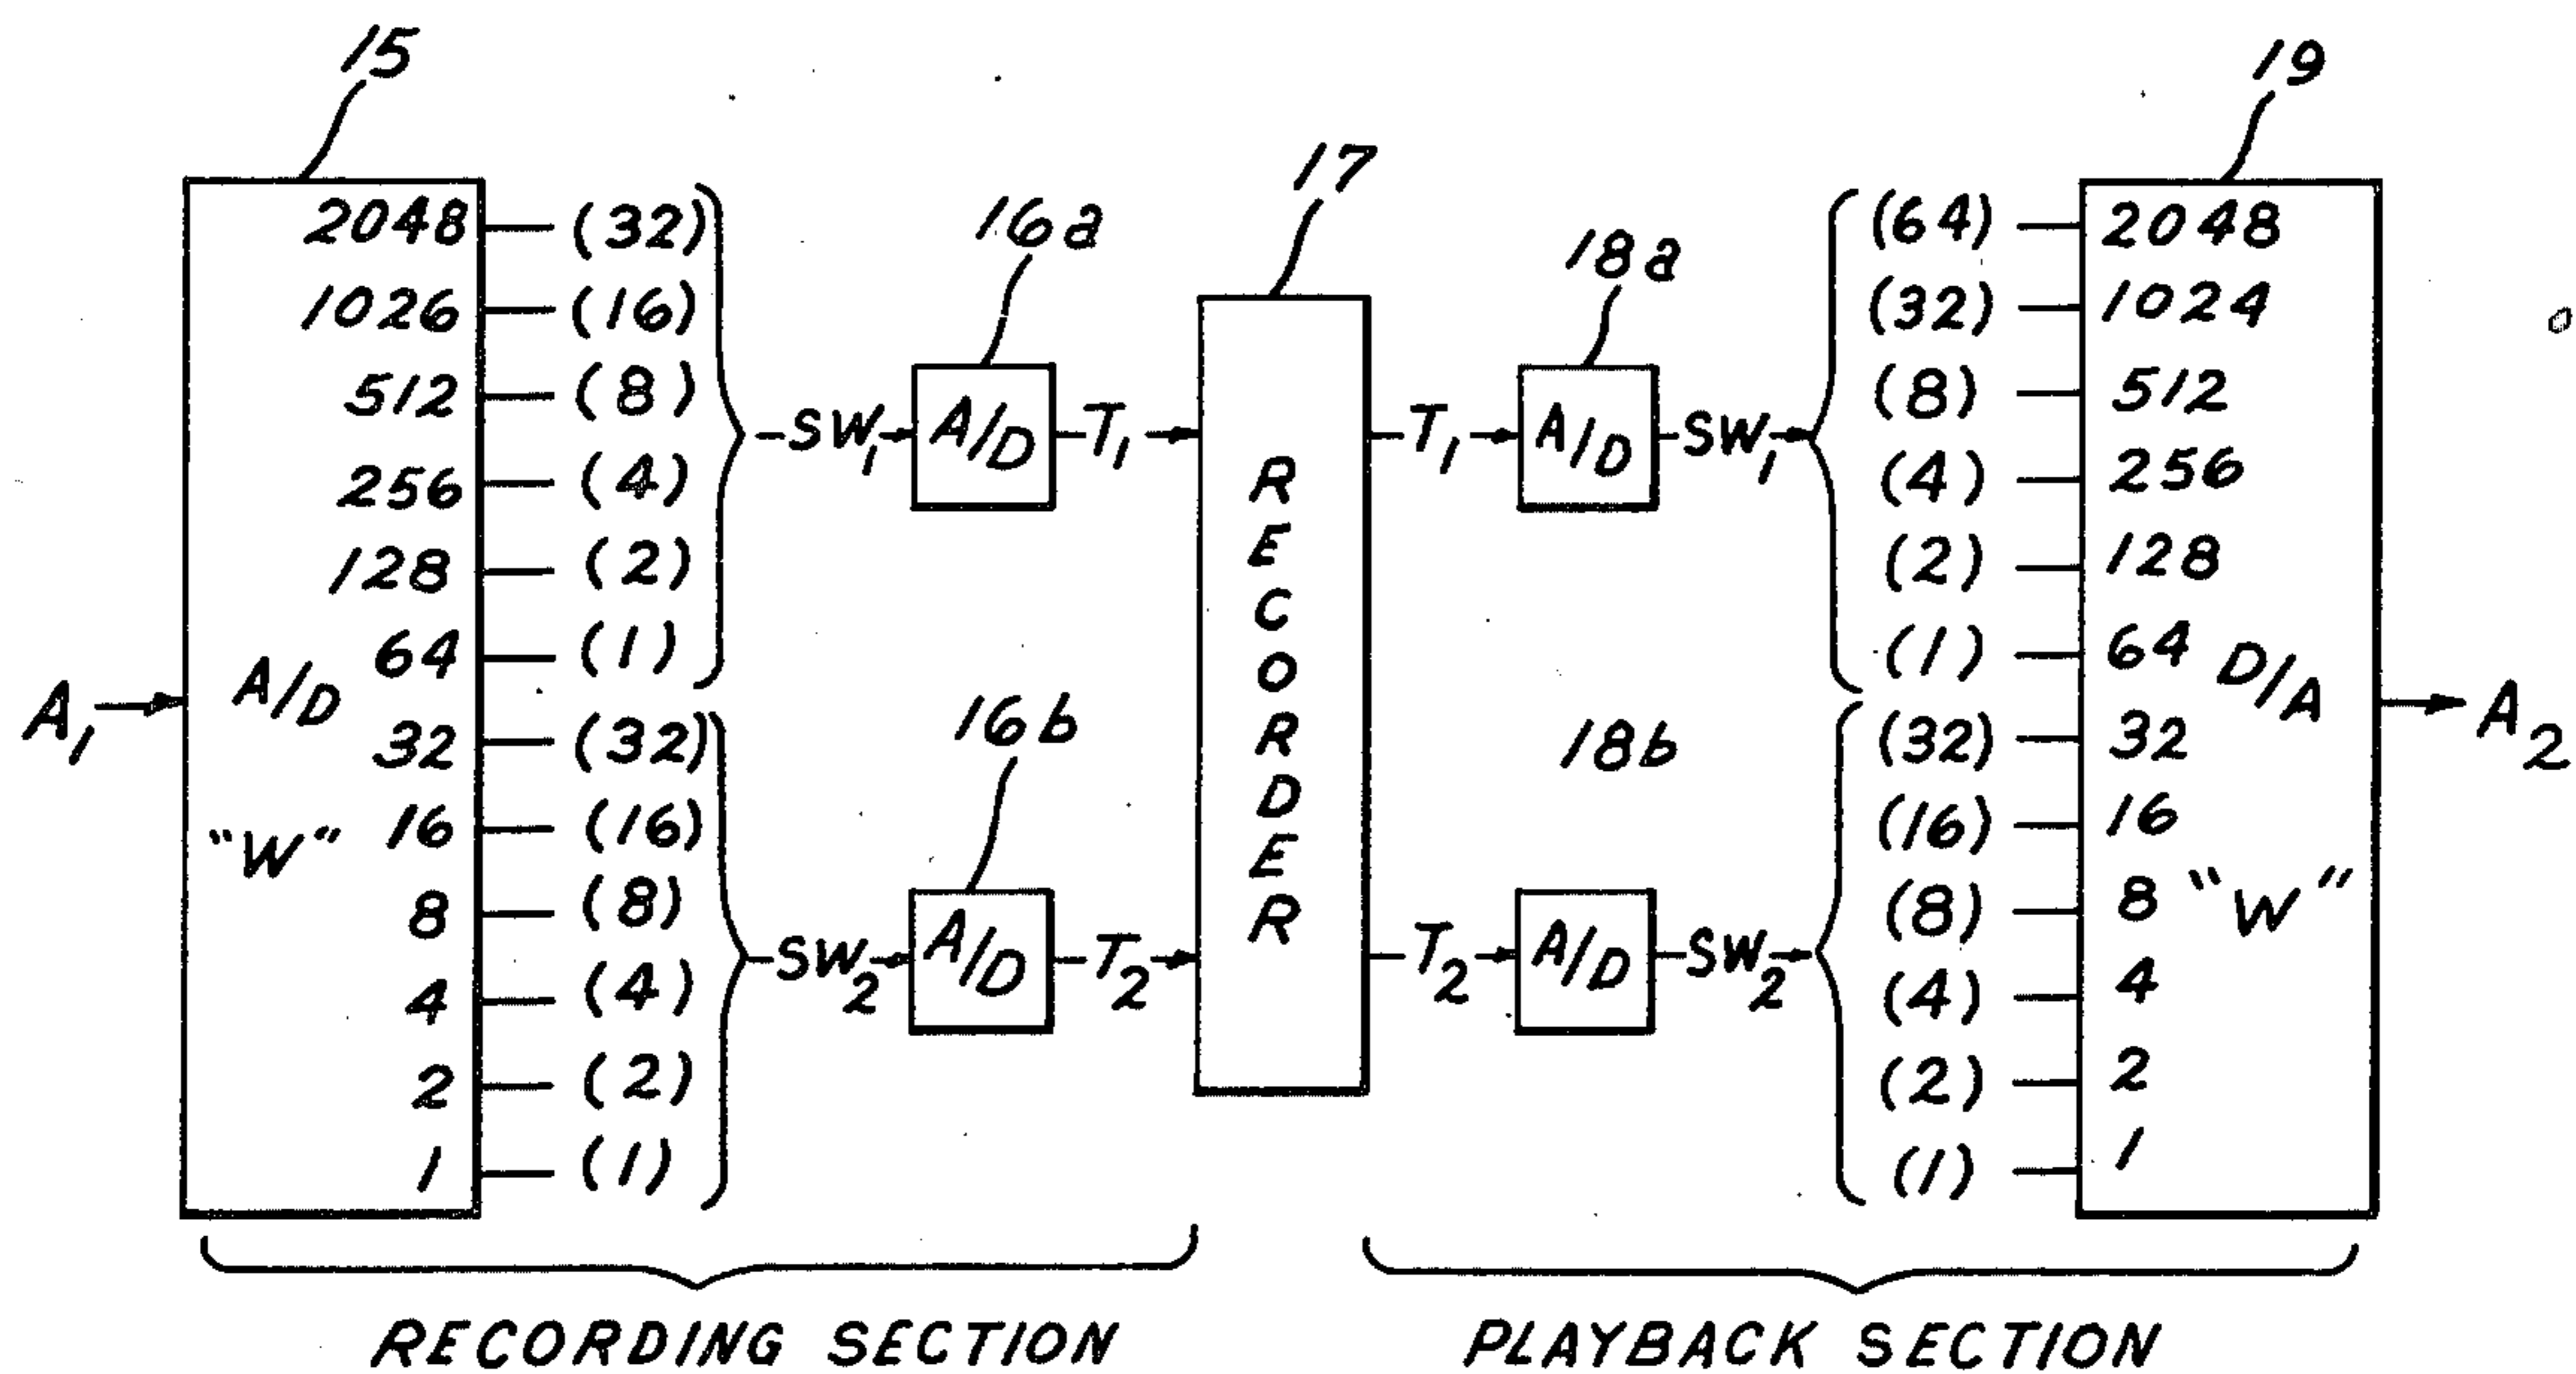 15
19
17
16a
18a
2048 (32)
1026 (16)
512 (8)
256 (4)
128 (2)
64 (1)
32 (32)
16 (16)
8 (8)
4 (4)
2 (2)
1 (1)
A1
A/D
"W"
SW1
A/D
T1
16b
SW2
A/D
T2
RECORDER
T1
A/D
SW1
18b
T2
A/D
SW2
(64) 2048
(32) 1024
(8) 512
(4) 256
(2) 128
(1) 64
(32) 32
(16) 16
(8) 8
(4) 4
(2) 2
(1) 1
D/A
"W"
A2
RECORDING SECTION
PLAYBACK SECTION